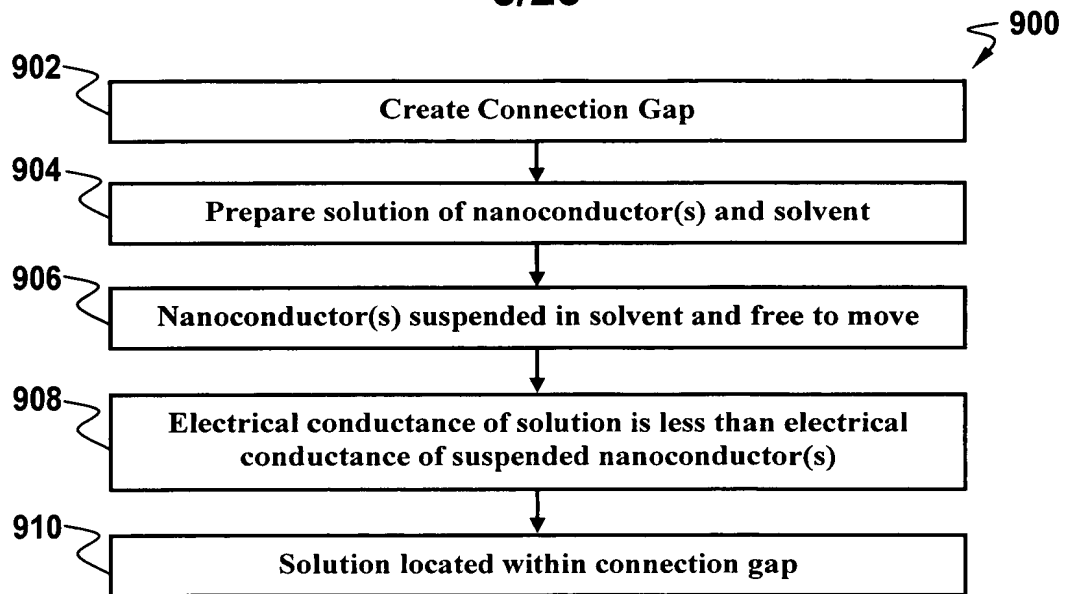 900
902
Create Connection Gap
904
Prepare solution of nanoconductor(s) and solvent
906
Nanoconductor(s) suspended in solvent and free to move
908
Electrical conductance of solution is less than electrical
conductance of suspended nanoconductor(s)
910
Solution located within connection gap